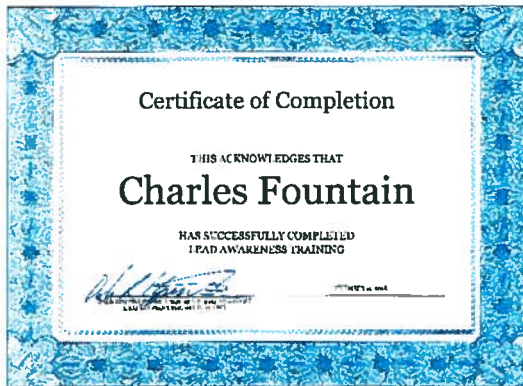 Certificate of Completion
THIS ACKNOWLEDGES THAT
Charles Fountain
HAS SUCCESSFULLY COMPLETED
LEAD AWARENESS TRAINING